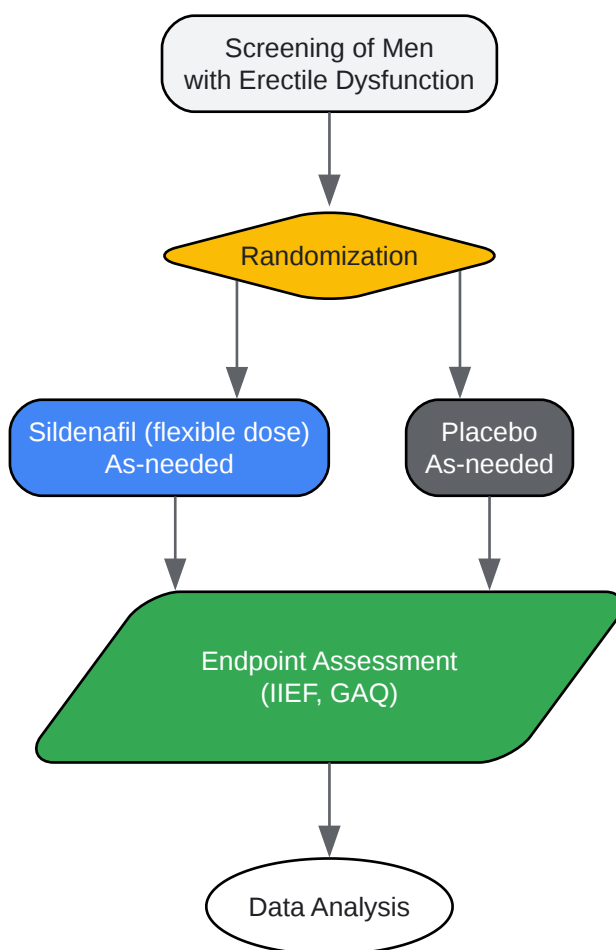 Screening of Men
with Erectile Dysfunction
Randomization
Sildenafil (flexible dose)
As-needed
Placebo
As-needed
Endpoint Assessment
(IIEF, GAQ)
Data Analysis